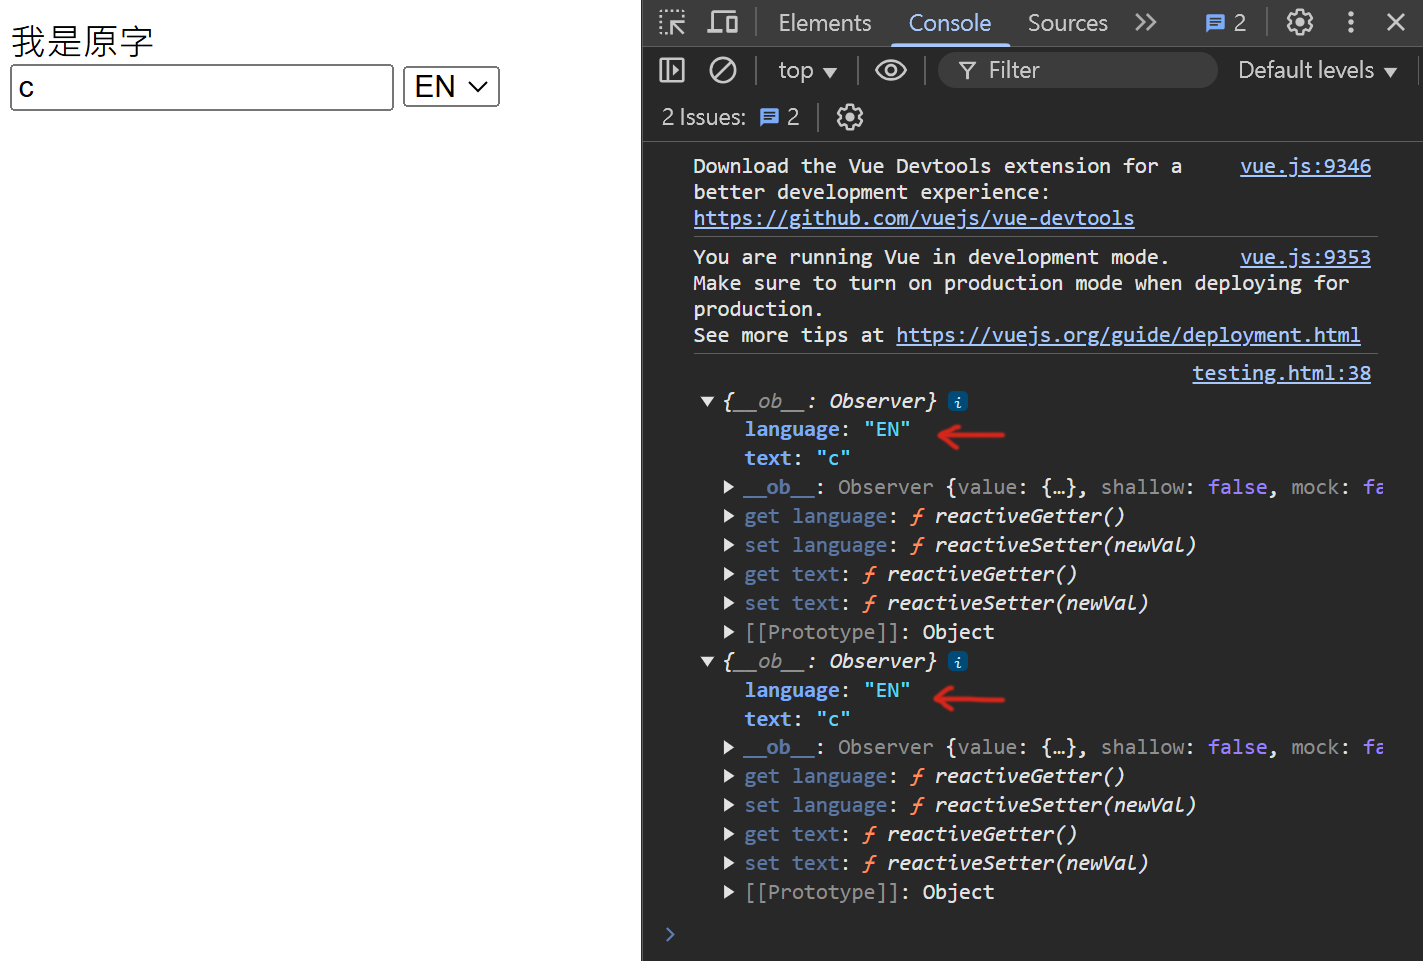 我是原字
c
EN
Elements Console Sources 2
top Filter Default levels
2 Issues: 2
Download the Vue Devtools extension for a vue.js:9346
better development experience:
https://github.com/vuejs/vue-devtools
You are running Vue in development mode. vue.js:9353
Make sure to turn on production mode when deploying for
production.
See more tips at https://vuejs.org/guide/deployment.html
testing.html:38
{__ob__: Observer} i
language: "EN"
text: "c"
__ob__: Observer {value: {…}, shallow: false, mock: fa
get language: ƒ reactiveGetter()
set language: ƒ reactiveSetter(newVal)
get text: ƒ reactiveGetter()
set text: ƒ reactiveSetter(newVal)
[[Prototype]]: Object
{__ob__: Observer} i
language: "EN"
text: "c"
__ob__: Observer {value: {…}, shallow: false, mock: fa
get language: ƒ reactiveGetter()
set language: ƒ reactiveSetter(newVal)
get text: ƒ reactiveGetter()
set text: ƒ reactiveSetter(newVal)
[[Prototype]]: Object